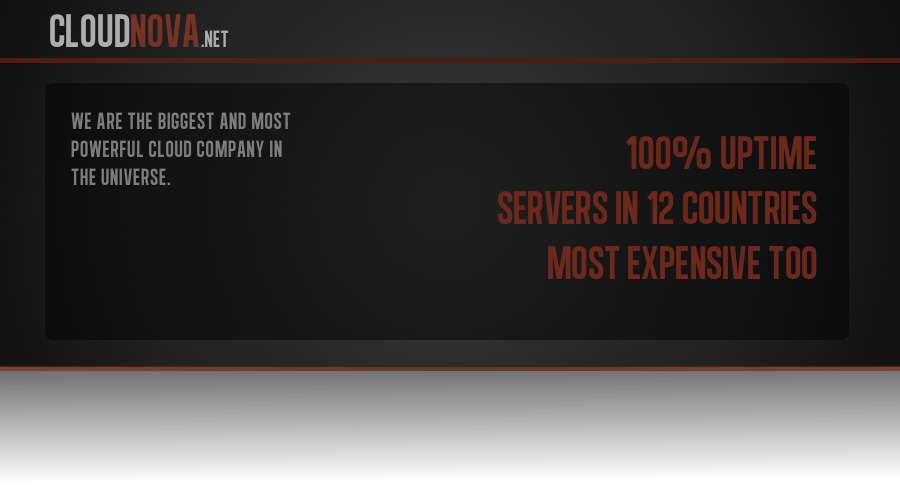 CLOUDNOVA.NET
WE ARE THE BIGGEST AND MOST
POWERFUL CLOUD COMPANY IN
THE UNIVERSE.
100% UPTIME
SERVERS IN 12 COUNTRIES
MOST EXPENSIVE TOO